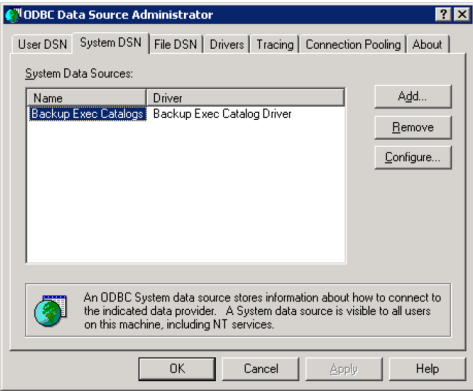 ODBC Data Source Administrator
User DSN System DSN File DSN Drivers Tracing Connection Pooling About
System Data Sources:
Name Driver
Backup Exec Catalogs Backup Exec Catalog Driver
Add...
Remove
Configure...
An ODBC System data source stores information about how to connect to
the indicated data provider. A System data source is visible to all users
on this machine, including NT services.
OK Cancel Apply Help